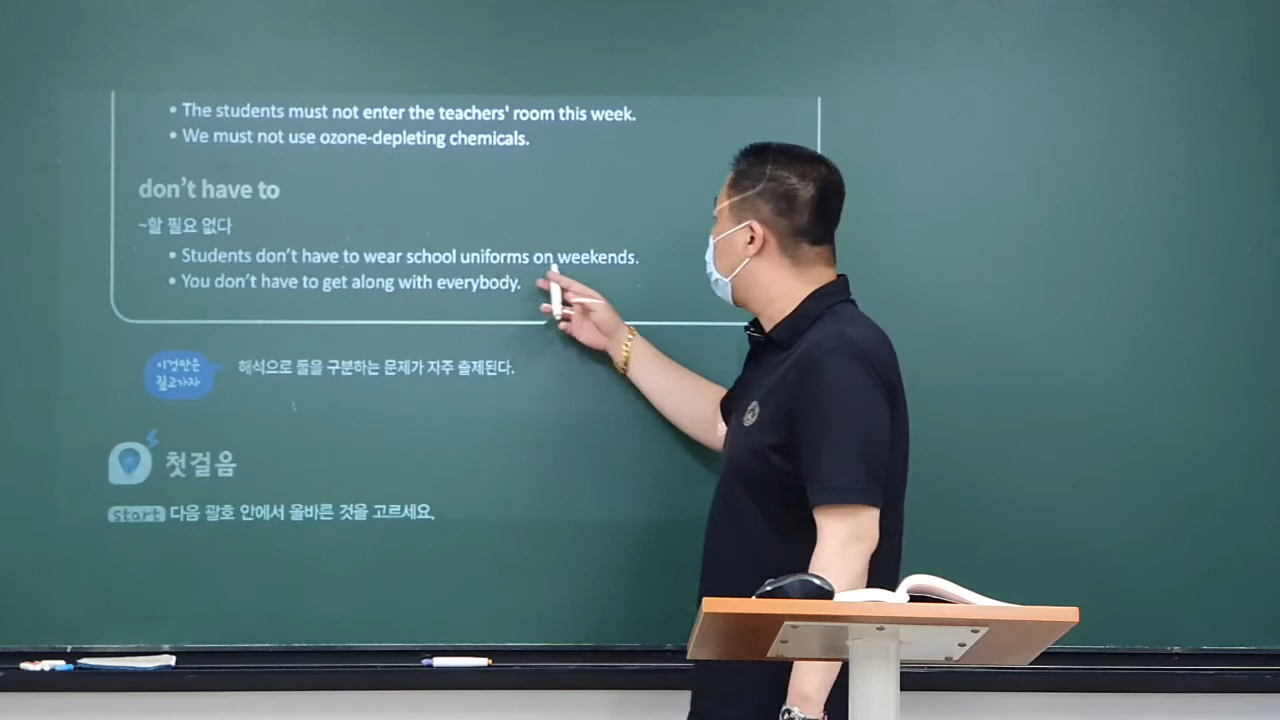 • The students must not enter the teachers' room this week.
• We must not use ozone-depleting chemicals.
don't have to
~할 필요 없다
• Students don't have to wear school uniforms on weekends.
• You don't have to get along with everybody.
이것만은
짚고가자
해석으로 둘을 구분하는 문제가 자주 출제된다.
첫걸음
start 다음 괄호 안에서 올바른 것을 고르세요.